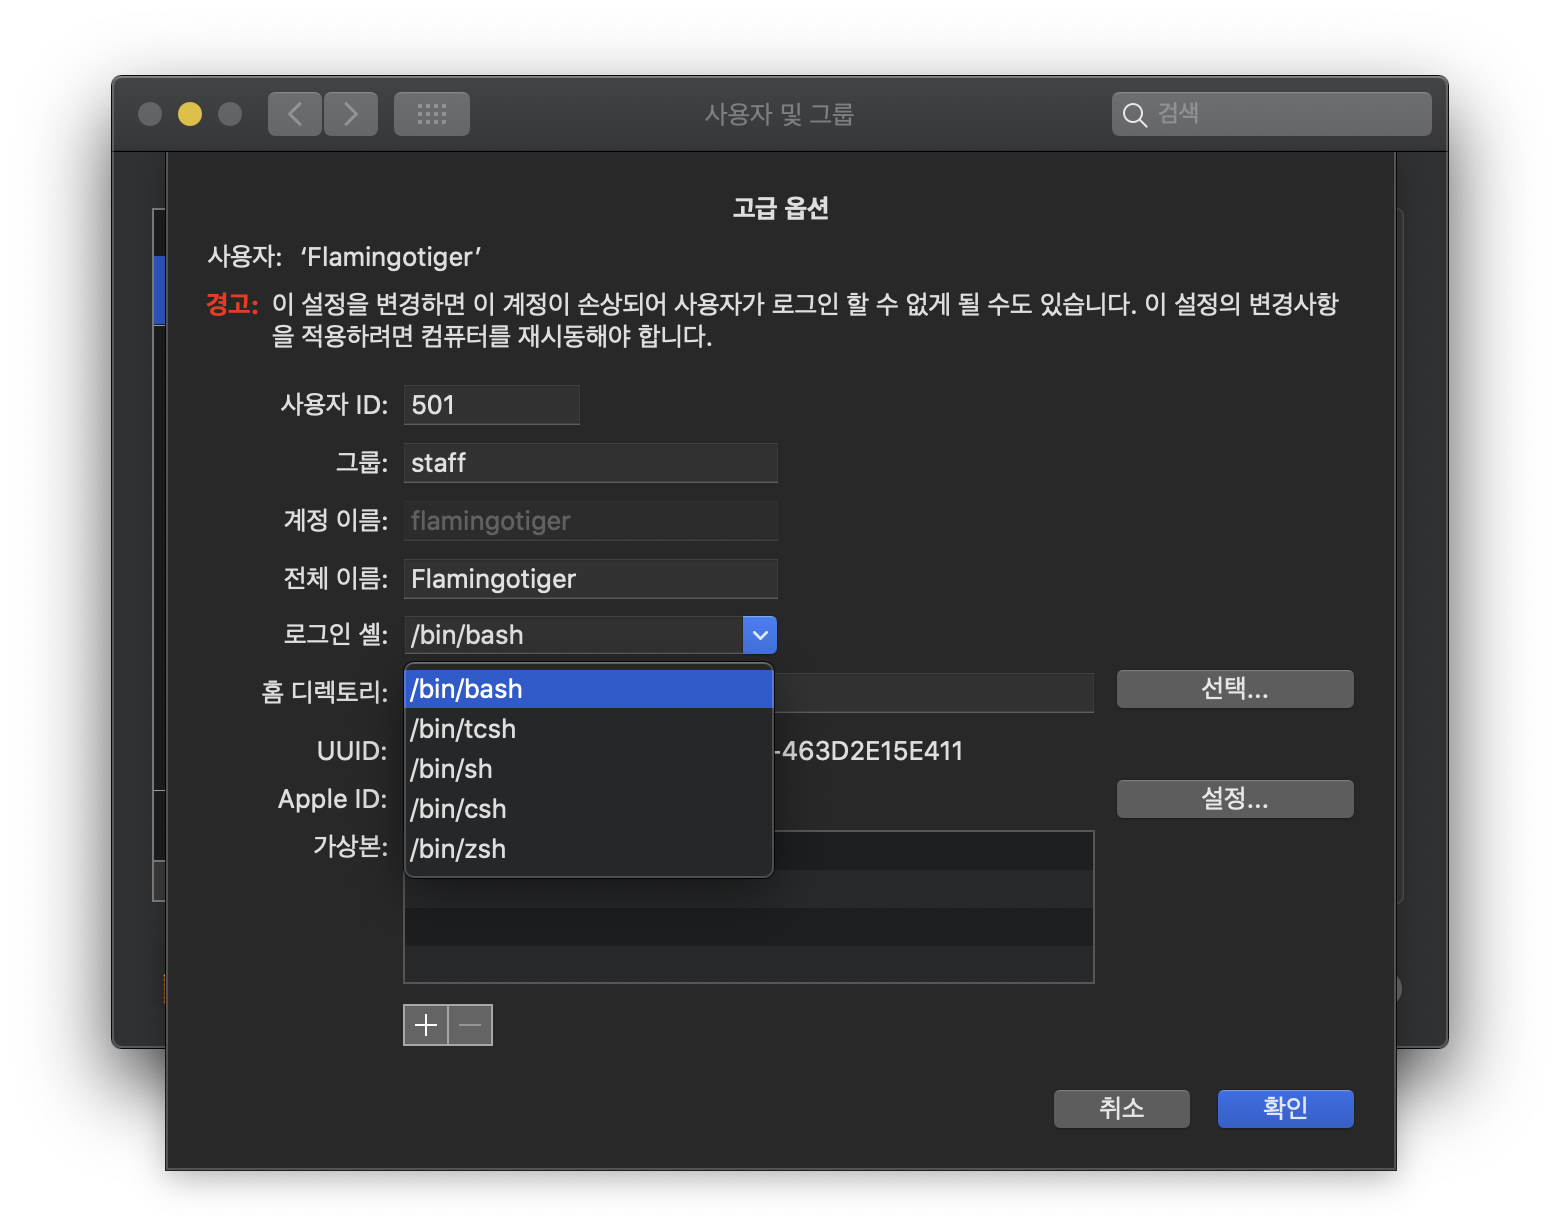 사용자 및 그룹
검색
고급 옵션
사용자: ‘Flamingotiger’
경고: 이 설정을 변경하면 이 계정이 손상되어 사용자가 로그인 할 수 없게 될 수도 있습니다. 이 설정의 변경사항
을 적용하려면 컴퓨터를 재시동해야 합니다.
사용자 ID: 501
그룹: staff
계정 이름: flamingotiger
전체 이름: Flamingotiger
로그인 셸: /bin/bash
홈 디렉토리: /bin/bash 선택...
/bin/tcsh
UUID: -463D2E15E411
/bin/sh
Apple ID: /bin/csh 설정...
가상본: /bin/zsh
취소 확인